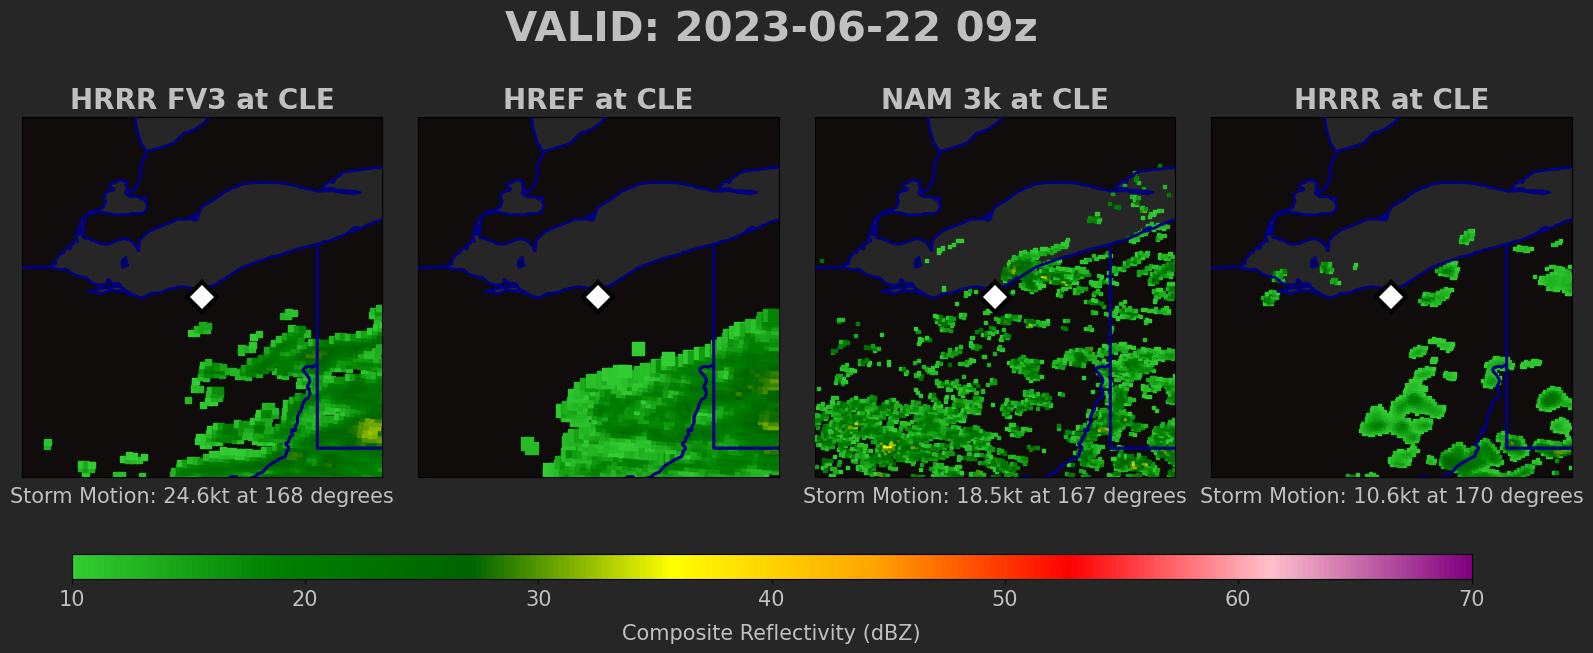 VALID: 2023-06-22 09z
HRRR FV3 at CLE
HREF at CLE
NAM 3k at CLE
HRRR at CLE
Storm Motion: 24.6kt at 168 degrees
Storm Motion: 18.5kt at 167 degrees
Storm Motion: 10.6kt at 170 degrees
10 20 30 40 50 60 70
Composite Reflectivity (dBZ)